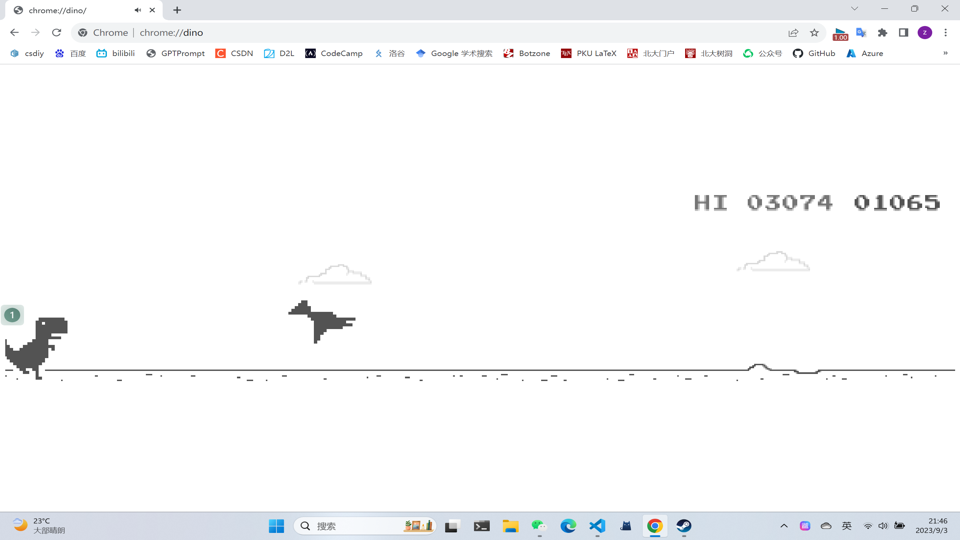 chrome://dino/
Chrome | chrome://dino
1.00
z
csdiy 百度 bilibili GPTPrompt CSDN D2L CodeCamp 洛谷 Google 学术搜索 Botzone PKU LaTeX 北大门户 北大树洞 公众号 GitHub Azure »
HI 03074 01065
1
23°C
大部晴朗
搜索
英
21:46
2023/9/3